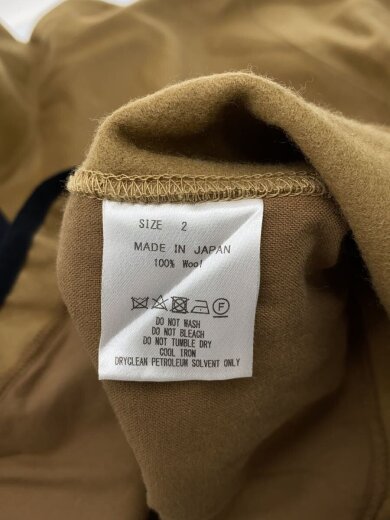 SIZE 2
MADE IN JAPAN
100% Wool
DO NOT WASH
DO NOT BLEACH
DO NOT TUMBLE DRY
COOL IRON
DRYCLEAN PETROLEUM SOLVENT ONLY